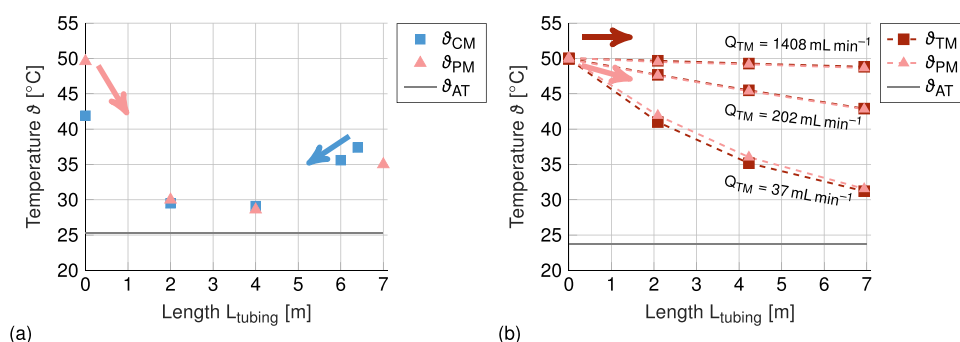 55
50
45
40
35
30
25
20
0 1 2 3 4 5 6 7
Temperature ϑ [°C]
Length L_tubing [m]
ϑ_CM
ϑ_PM
ϑ_AT
(a)
55
50
45
40
35
30
25
20
0 1 2 3 4 5 6 7
Temperature ϑ [°C]
Length L_tubing [m]
Q_TM = 1408 mL min⁻¹
Q_TM = 202 mL min⁻¹
Q_TM = 37 mL min⁻¹
ϑ_TM
ϑ_PM
ϑ_AT
(b)